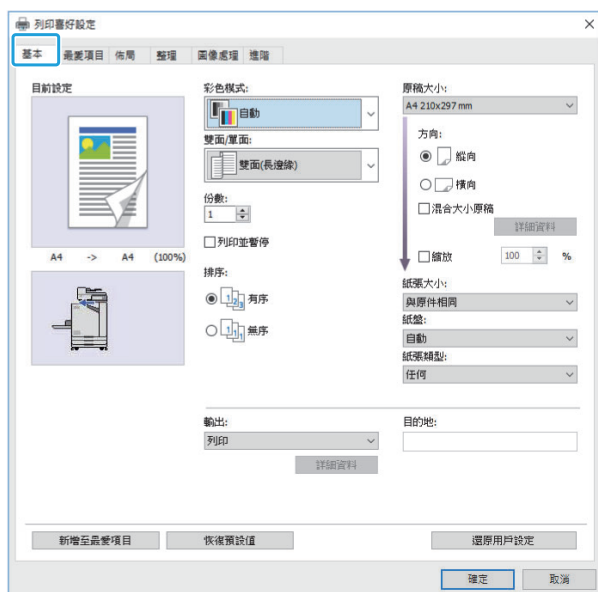 列印喜好設定
基本 最愛項目 佈局 整理 圖像處理 進階
目前設定
A4 -> A4 (100%)
彩色模式:
自動
雙面/單面:
雙面(長邊緣)
份數:
1
列印並暫停
排序:
1 2 3 有序
1 1 1 無序
原稿大小:
A4 210x297 mm
方向:
縱向
橫向
混合大小原稿
詳細資料
縮放 100 %
紙張大小:
與原件相同
紙盤:
自動
紙張類型:
任何
輸出:
列印
詳細資料
目的地:
新增至最愛項目 恢復預設值 還原用戶設定
確定 取消